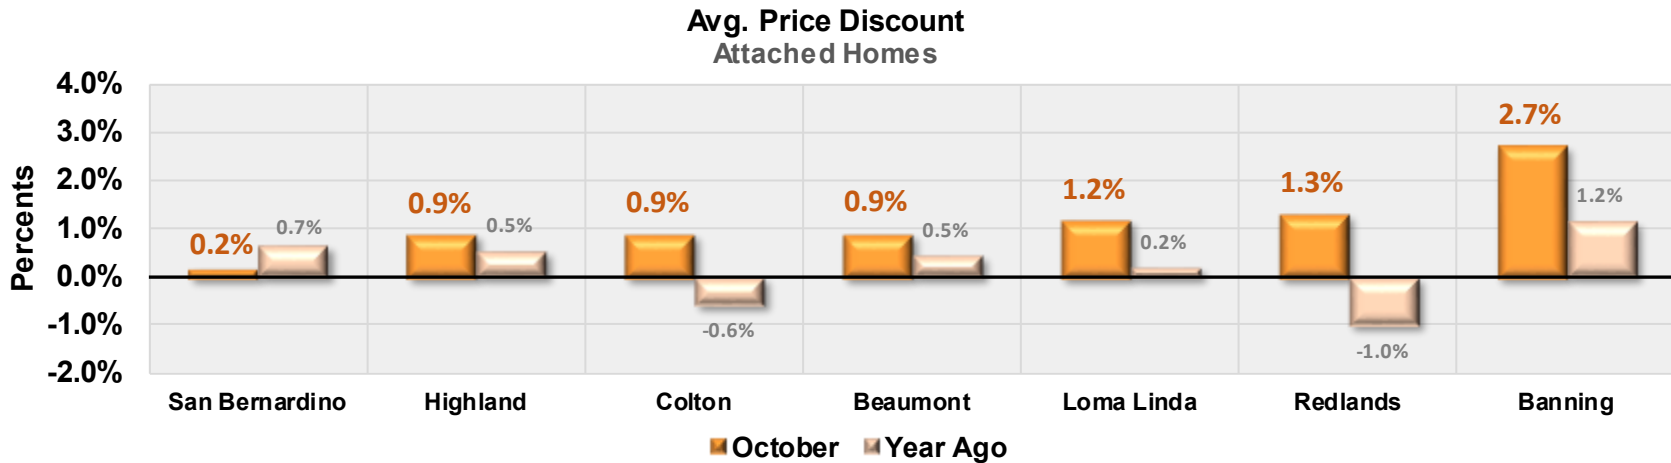 Avg. Price Discount
Attached Homes
Percents
4.0%
3.0%
2.0%
1.0%
0.0%
-1.0%
-2.0%
0.2%
0.7%
0.9%
0.5%
0.9%
-0.6%
0.9%
0.5%
1.2%
0.2%
1.3%
-1.0%
2.7%
1.2%
San Bernardino
Highland
Colton
Beaumont
Loma Linda
Redlands
Banning
October
Year Ago